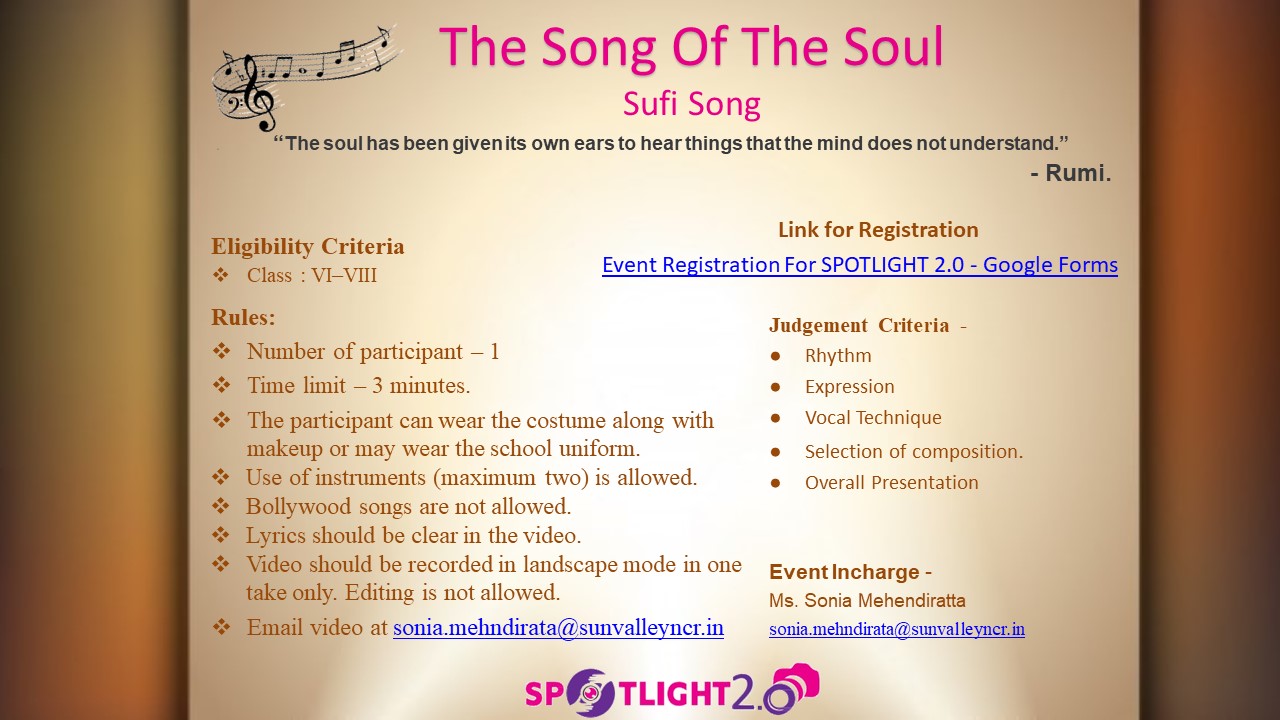 The Song Of The Soul
Sufi Song
“The soul has been given its own ears to hear things that the mind does not understand.”
- Rumi.
Eligibility Criteria
❖ Class : VI–VIII
Rules:
❖ Number of participant – 1
❖ Time limit – 3 minutes.
❖ The participant can wear the costume along with
makeup or may wear the school uniform.
❖ Use of instruments (maximum two) is allowed.
❖ Bollywood songs are not allowed.
❖ Lyrics should be clear in the video.
❖ Video should be recorded in landscape mode in one
take only. Editing is not allowed.
❖ Email video at sonia.mehndirata@sunvalleyncr.in
Link for Registration
Event Registration For SPOTLIGHT 2.0 - Google Forms
Judgement Criteria -
● Rhythm
● Expression
● Vocal Technique
● Selection of composition.
● Overall Presentation
Event Incharge -
Ms. Sonia Mehendiratta
sonia.mehndirata@sunvalleyncr.in
SPOTLIGHT 2.0